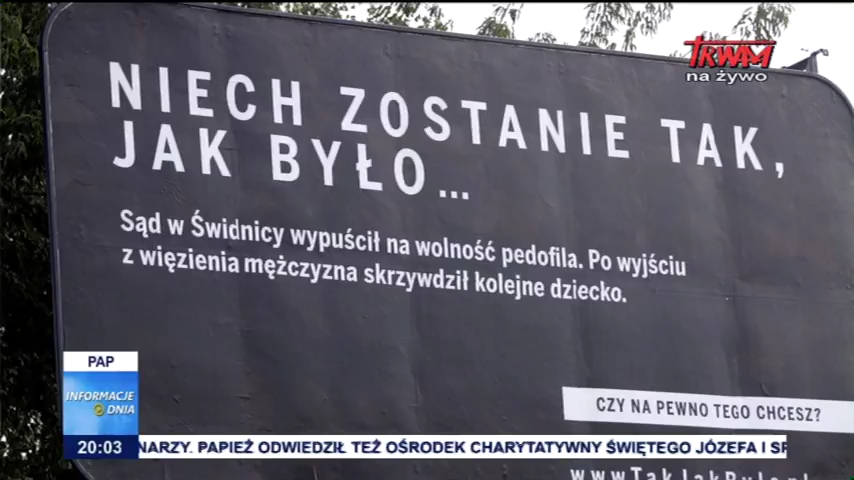 TRWAM
na żywo
NIECH ZOSTANIE TAK,
JAK BYŁO...
Sąd w Świdnicy wypuścił na wolność pedofila. Po wyjściu
z więzienia mężczyzna skrzywdził kolejne dziecko.
CZY NA PEWNO TEGO CHCESZ?
PAP
INFORMACJE
DNIA
20:03
NARZY. PAPIEŻ ODWIEDZIŁ TEŻ OŚRODEK CHARYTATYWNY ŚWIĘTEGO JÓZEFA I